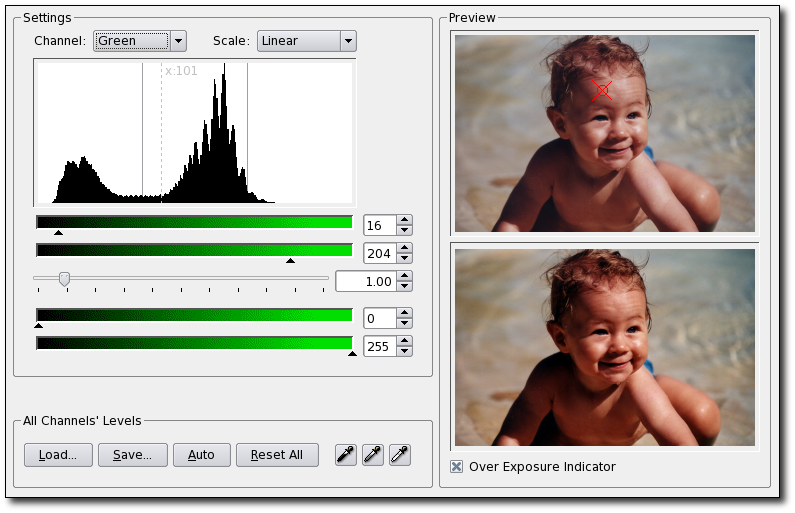 Settings
Channel: Green Scale: Linear
x:101
16
204
1.00
0
255
All Channels' Levels
Load... Save... Auto Reset All
Preview
Over Exposure Indicator